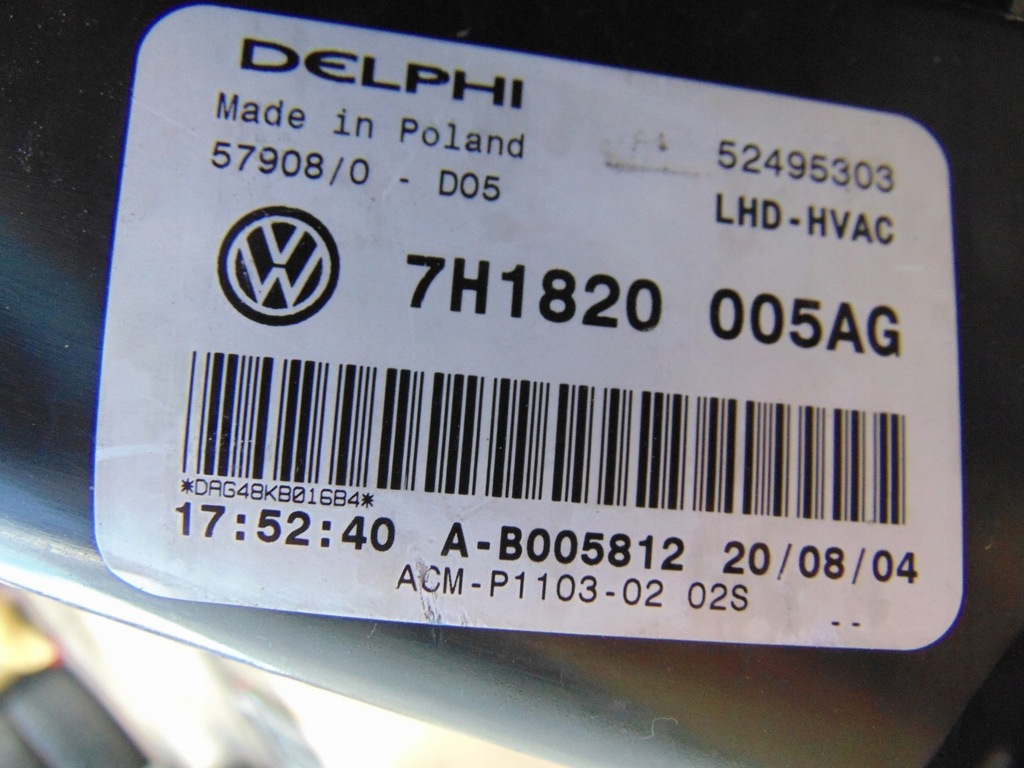 DELPHI
Made in Poland
57908/0 - D05
52495303
LHD-HVAC
7H1820 005AG
*DAG48KB016B4*
17:52:40 A-B005812 20/08/04
ACM-P1103-02 02S
--